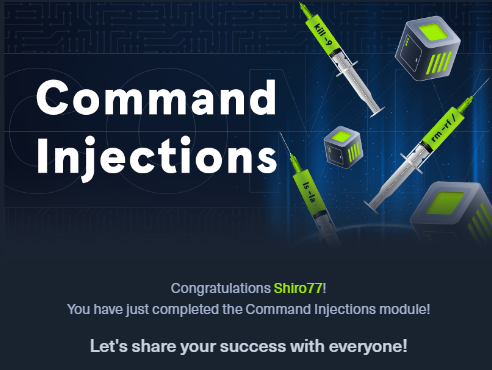 Command
Injections
kill -9
rm -rf /
ls -la
Congratulations Shiro77!
You have just completed the Command Injections module!
Let's share your success with everyone!